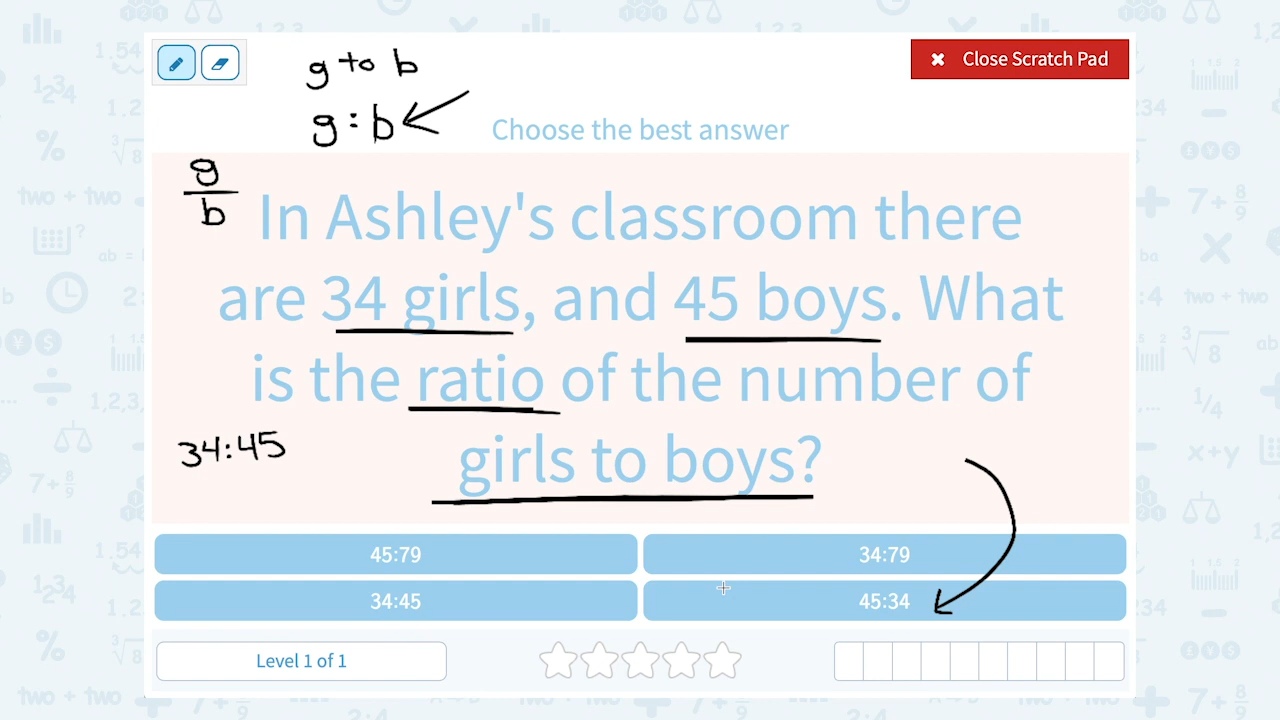 g to b
Close Scratch Pad
g : b
Choose the best answer
g
b
In Ashley's classroom there
are 34 girls, and 45 boys. What
is the ratio of the number of
34:45
girls to boys?
45:79
34:79
34:45
45:34
Level 1 of 1